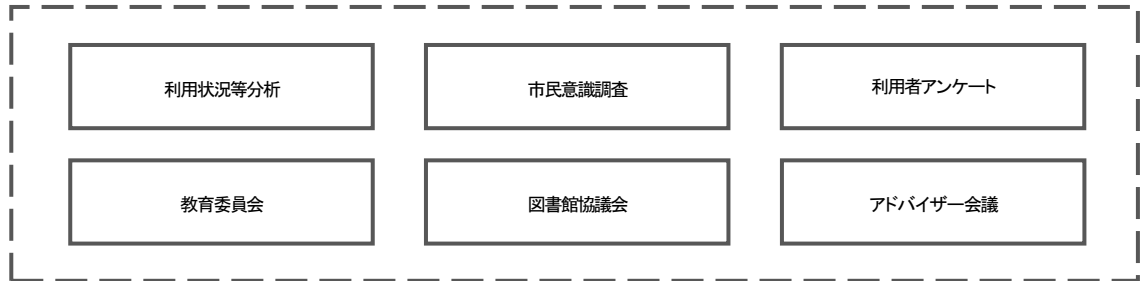 利用状況等分析
市民意識調査
利用者アンケート
教育委員会
図書館協議会
アドバイザー会議